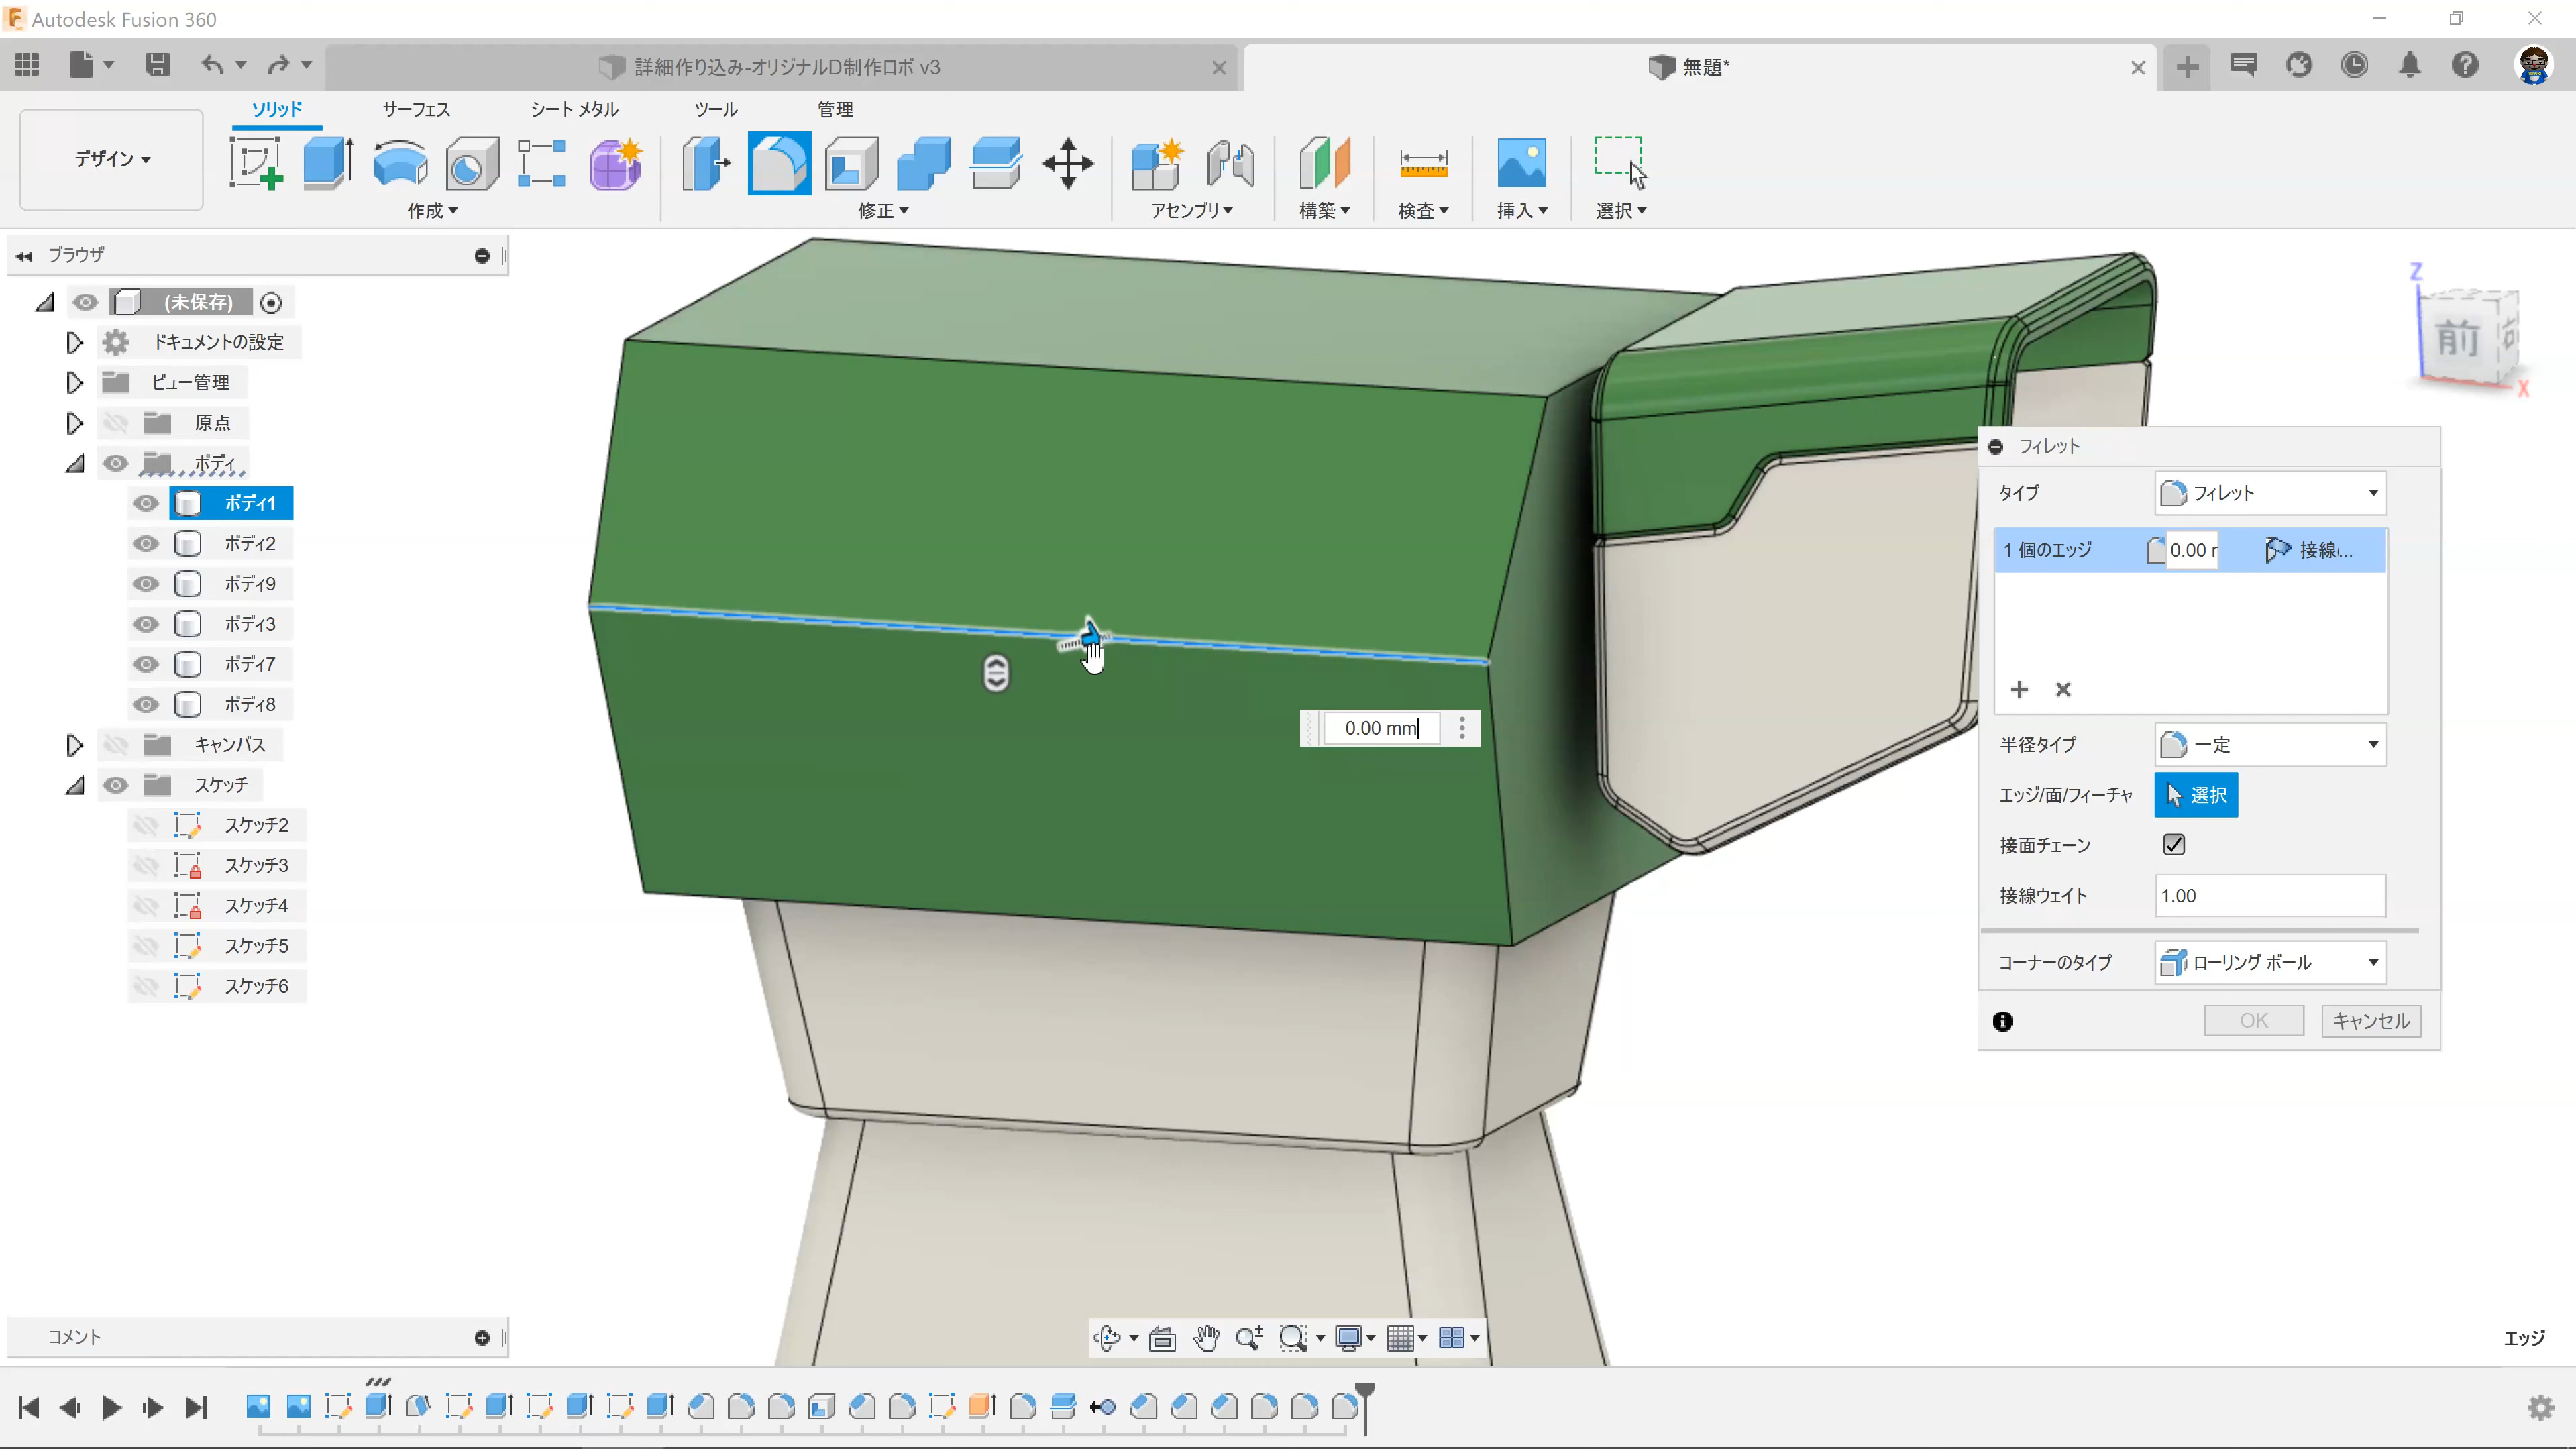 Autodesk Fusion 360
詳細作り込み-オリジナルD制作ロボ v3
無題*
ソリッド
サーフェス
シート メタル
ツール
管理
デザイン
作成
修正
アセンブリ
構築
検査
挿入
選択
ブラウザ
(未保存)
ドキュメントの設定
ビュー管理
原点
ボディ
ボディ1
ボディ2
ボディ9
ボディ3
ボディ7
ボディ8
キャンバス
スケッチ
スケッチ2
スケッチ3
スケッチ4
スケッチ5
スケッチ6
Z
前
X
0.00 mm
フィレット
タイプ
フィレット
1 個のエッジ
0.00 r
接線...
半径タイプ
一定
エッジ/面/フィーチャ
選択
接面チェーン
接線ウェイト
1.00
コーナーのタイプ
ローリング ボール
OK
キャンセル
コメント
エッジ